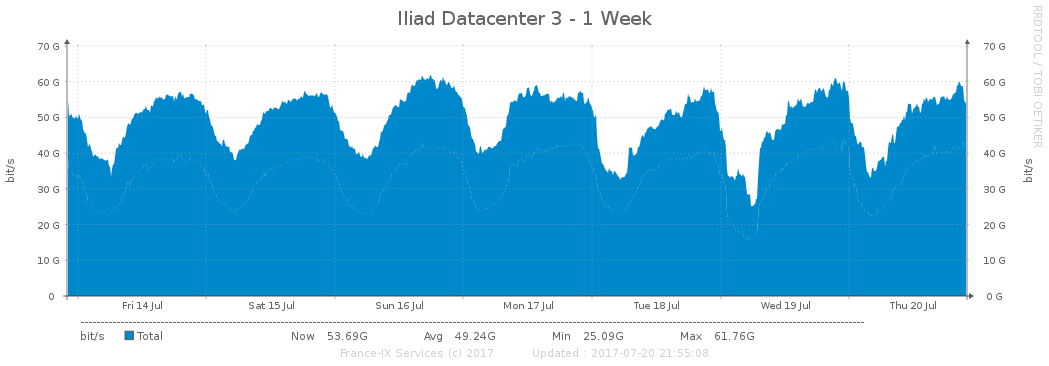 Iliad Datacenter 3 - 1 Week
RRDTOOL / TOBI OETIKER
70 G 70 G
60 G 60 G
50 G 50 G
40 G 40 G
30 G 30 G
20 G 20 G
10 G 10 G
0 0 G
bit/s bit/s
Fri 14 Jul Sat 15 Jul Sun 16 Jul Mon 17 Jul Tue 18 Jul Wed 19 Jul Thu 20 Jul
bit/s Total Now 53.69G Avg 49.24G Min 25.09G Max 61.76G
France-IX Services (c) 2017 Updated : 2017-07-20 21:55:08